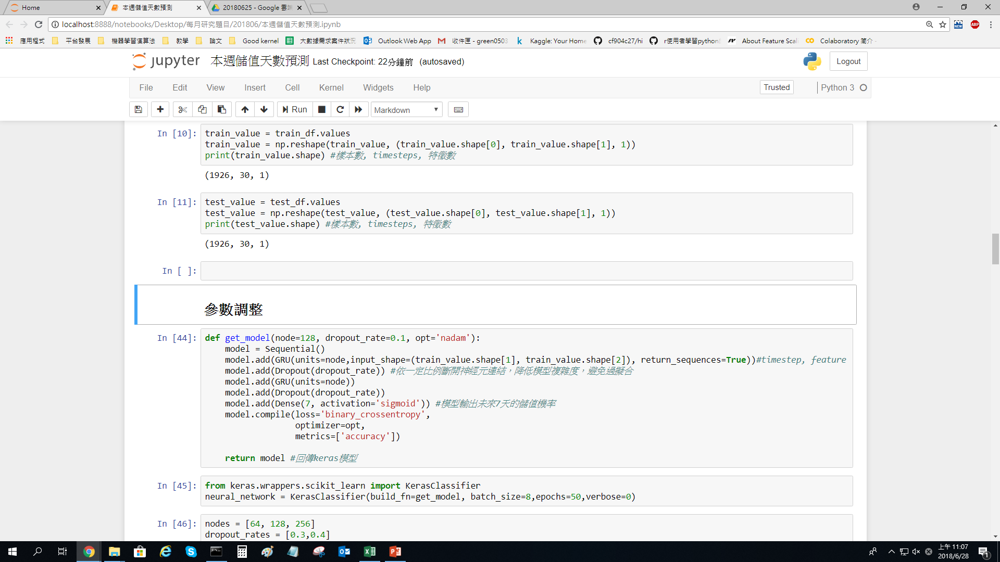 Home
本週儲值天數預測
20180625 - Google 雲端
localhost:8888/notebooks/Desktop/每月研究題目/201806/本週儲值天數預測.ipynb
應用程式 平台發展 機器學習演算法 教學 論文 Good kernel 大數據需求案件狀況 Outlook Web App 收件匣 - green0503 Kaggle: Your Home cf904c27/hi r使用者學習python About Feature Scal Colaboratory 簡介 -
jupyter 本週儲值天數預測 Last Checkpoint: 22分鐘前 (autosaved) Logout
File Edit View Insert Cell Kernel Widgets Help Trusted Python 3
Run Markdown
In [10]: train_value = train_df.values
train_value = np.reshape(train_value, (train_value.shape[0], train_value.shape[1], 1))
print(train_value.shape) #樣本數, timesteps, 特徵數
(1926, 30, 1)
In [11]: test_value = test_df.values
test_value = np.reshape(test_value, (test_value.shape[0], test_value.shape[1], 1))
print(test_value.shape) #樣本數, timesteps, 特徵數
(1926, 30, 1)
In [ ]:
參數調整
In [44]: def get_model(node=128, dropout_rate=0.1, opt='nadam'):
model = Sequential()
model.add(GRU(units=node,input_shape=(train_value.shape[1], train_value.shape[2]), return_sequences=True))#timestep, feature
model.add(Dropout(dropout_rate)) #依一定比例斷開神經元連結，降低模型複雜度，避免過擬合
model.add(GRU(units=node))
model.add(Dropout(dropout_rate))
model.add(Dense(7, activation='sigmoid')) #模型輸出未來7天的儲值機率
model.compile(loss='binary_crossentropy',
optimizer=opt,
metrics=['accuracy'])
return model #回傳keras模型
In [45]: from keras.wrappers.scikit_learn import KerasClassifier
neural_network = KerasClassifier(build_fn=get_model, batch_size=8,epochs=50,verbose=0)
In [46]: nodes = [64, 128, 256]
dropout_rates = [0.3,0.4]
上午 11:07
2018/6/28
1